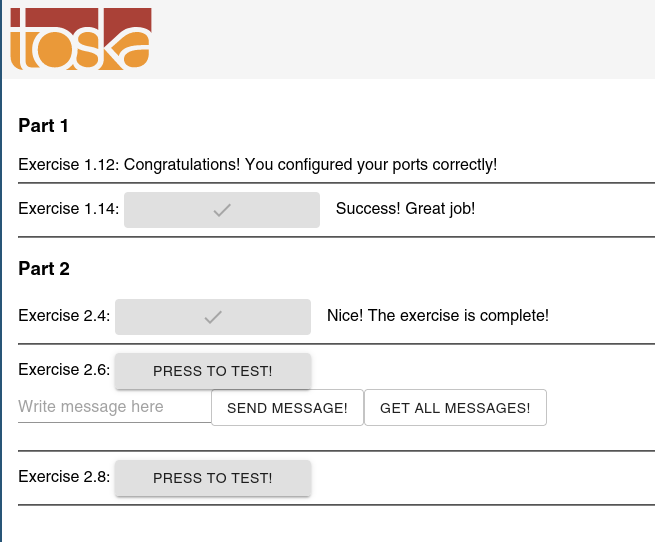 toska
Part 1
Exercise 1.12: Congratulations! You configured your ports correctly!
Exercise 1.14: Success! Great job!
Part 2
Exercise 2.4: Nice! The exercise is complete!
Exercise 2.6: PRESS TO TEST!
Write message here SEND MESSAGE! GET ALL MESSAGES!
Exercise 2.8: PRESS TO TEST!